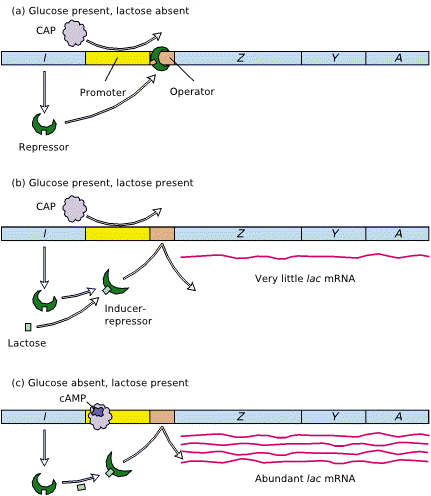 (a) Glucose present, lactose absent
CAP
I Z Y A
Promoter Operator
Repressor
(b) Glucose present, lactose present
CAP
I Z Y A
Very little lac mRNA
Inducer-
repressor
Lactose
(c) Glucose absent, lactose present
cAMP
I Z Y A
Abundant lac mRNA